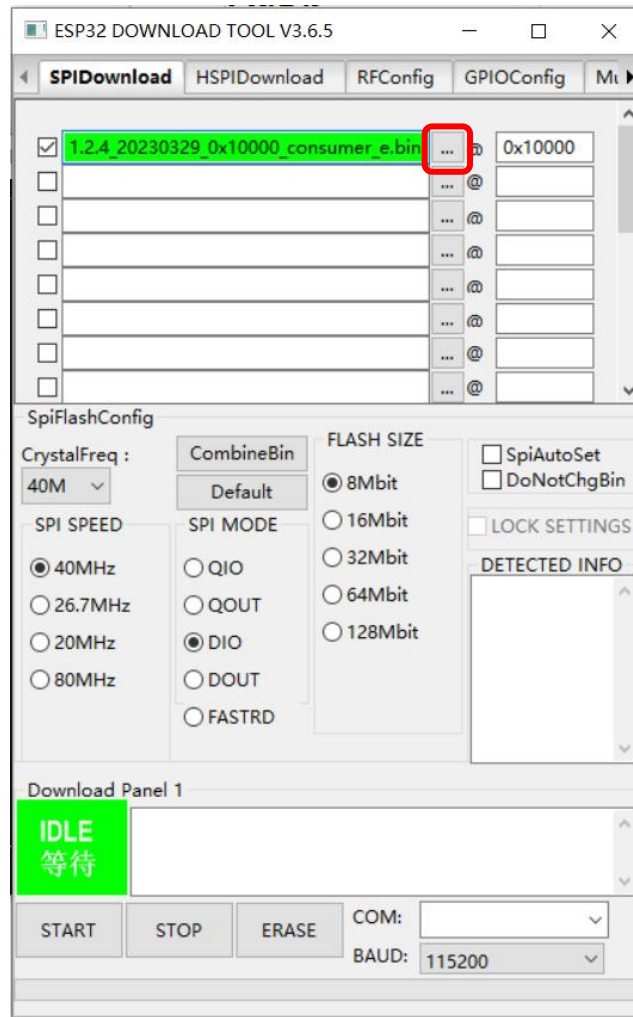 ESP32 DOWNLOAD TOOL V3.6.5
SPIDownload HSPIDownload RFConfig GPIOConfig
1.2.4_20230329_0x10000_consumer_e.bin ... @ 0x10000
... @
... @
... @
... @
... @
... @
... @
SpiFlashConfig
CrystalFreq :
40M
CombineBin
Default
SPI SPEED
40MHz
26.7MHz
20MHz
80MHz
SPI MODE
QIO
QOUT
DIO
DOUT
FASTRD
FLASH SIZE
8Mbit
16Mbit
32Mbit
64Mbit
128Mbit
SpiAutoSet
DoNotChgBin
LOCK SETTINGS
DETECTED INFO
Download Panel 1
IDLE
等待
START STOP ERASE
COM:
BAUD: 115200